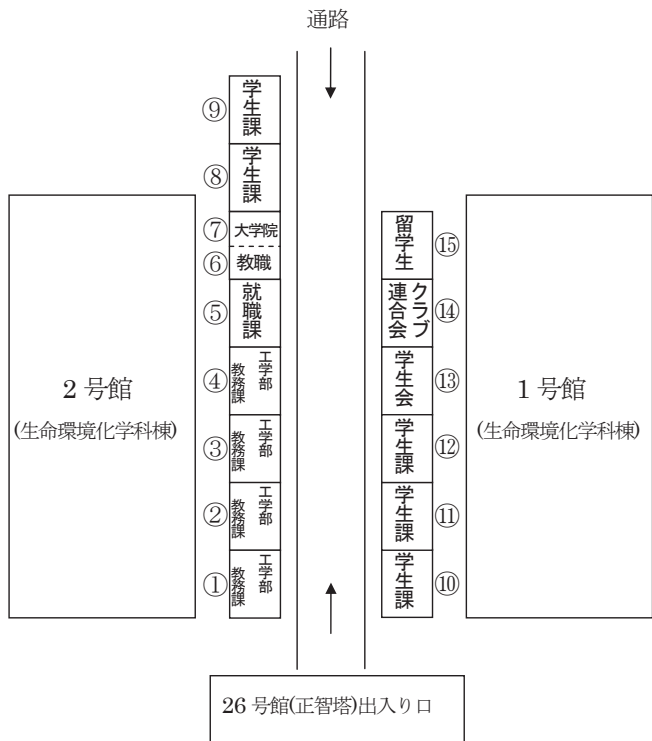 通路
⑨
学生課
⑧
学生課
⑦
大学院
⑥
教職
⑤
就職課
④
工学部
教務課
③
工学部
教務課
②
工学部
教務課
①
工学部
教務課
2 号館
(生命環境化学科棟)
留学生
⑮
クラブ
連合会
⑭
学生会
⑬
学生課
⑫
学生課
⑪
学生課
⑩
1 号館
(生命環境化学科棟)
26 号館(正智塔)出入り口